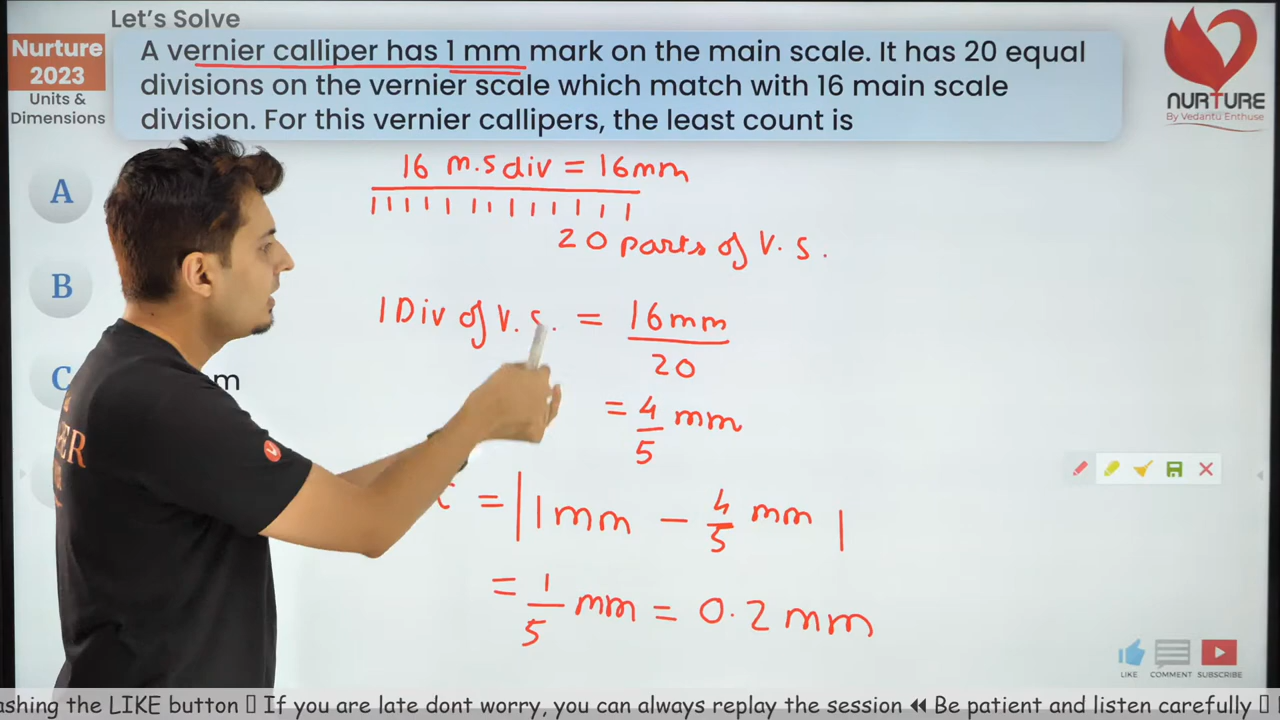 Let's Solve
Nurture
2023
Units &
Dimensions
A vernier calliper has 1 mm mark on the main scale. It has 20 equal
divisions on the vernier scale which match with 16 main scale
division. For this vernier callipers, the least count is
NURTURE
By Vedantu Enthuse
16 m.s div = 16mm
20 parts of V.S.
A
B
C
m
1 Div of V.S. = 16mm
20
= 4 mm
5
= |1mm - 4 mm|
5
= 1 mm = 0.2 mm
5
LIKE COMMENT SUBSCRIBE
ashing the LIKE button If you are late dont worry, you can always replay the session Be patient and listen carefully